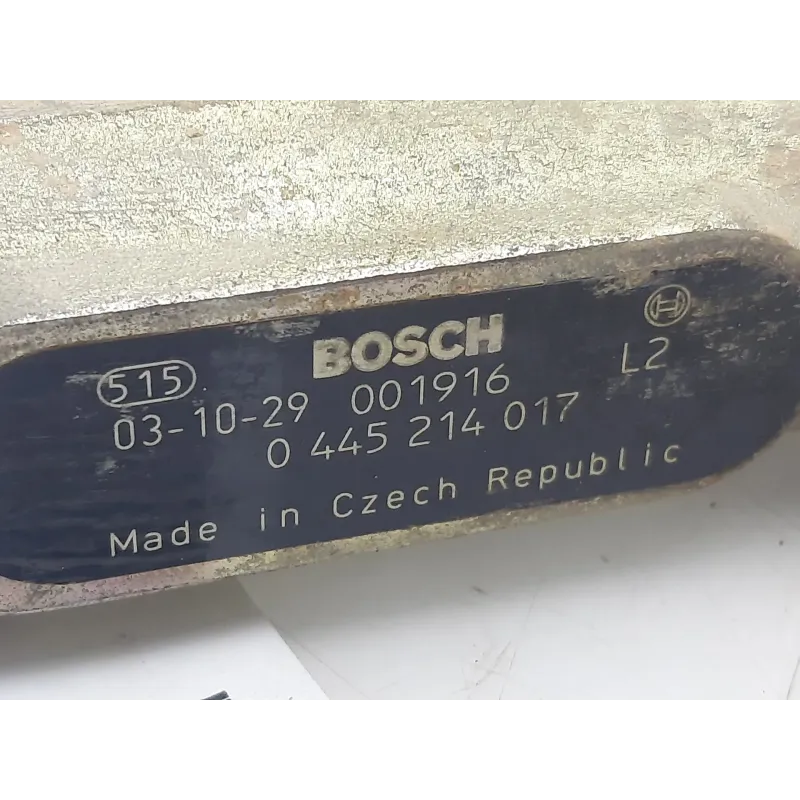 BOSCH
515
L2
03-10-29 001916
0 445 214 017
Made in Czech Republic